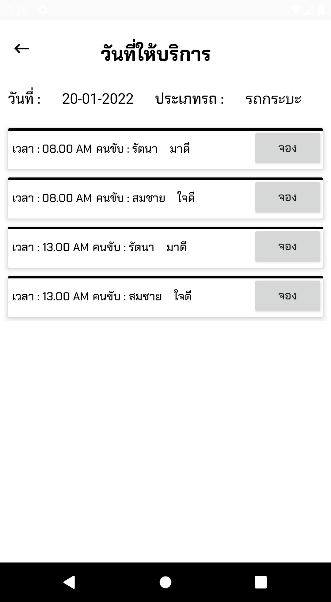 วันที่ให้บริการ
วันที่ : 20-01-2022 ประเภทรถ : รถกระบะ
เวลา : 08.00 AM คนขับ : รัตนา มาดี จอง
เวลา : 08.00 AM คนขับ : สมชาย ใจดี จอง
เวลา : 13.00 AM คนขับ : รัตนา มาดี จอง
เวลา : 13.00 AM คนขับ : สมชาย ใจดี จอง